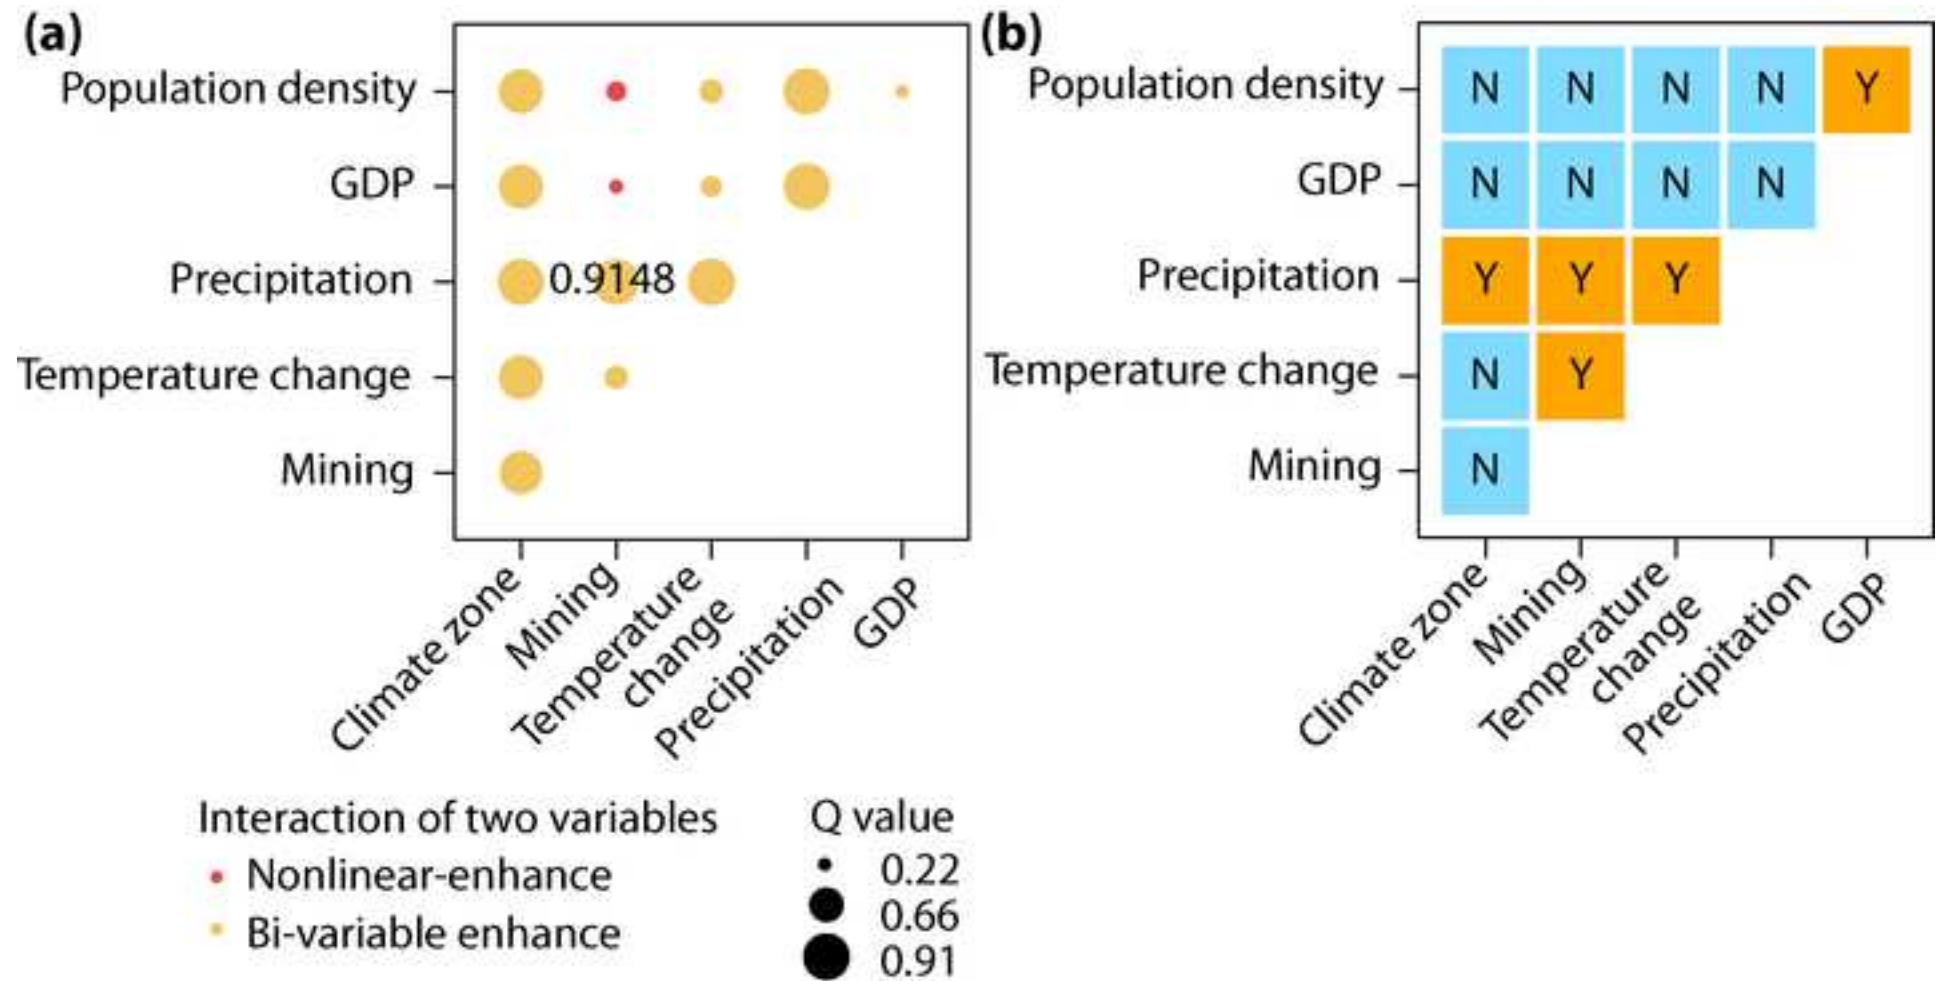 (a)
Population density
GDP
Precipitation
0.9148
Temperature change
Mining
Climate zone
Mining
Temperature
change
Precipitation
GDP
Interaction of two variables
Nonlinear-enhance
Bi-variable enhance
Q value
0.22
0.66
0.91
(b)
Population density
N N N N Y
GDP
N N N N
Precipitation
Y Y Y
Temperature change
N Y
Mining
N
Climate zone
Mining
Temperature
change
Precipitation
GDP